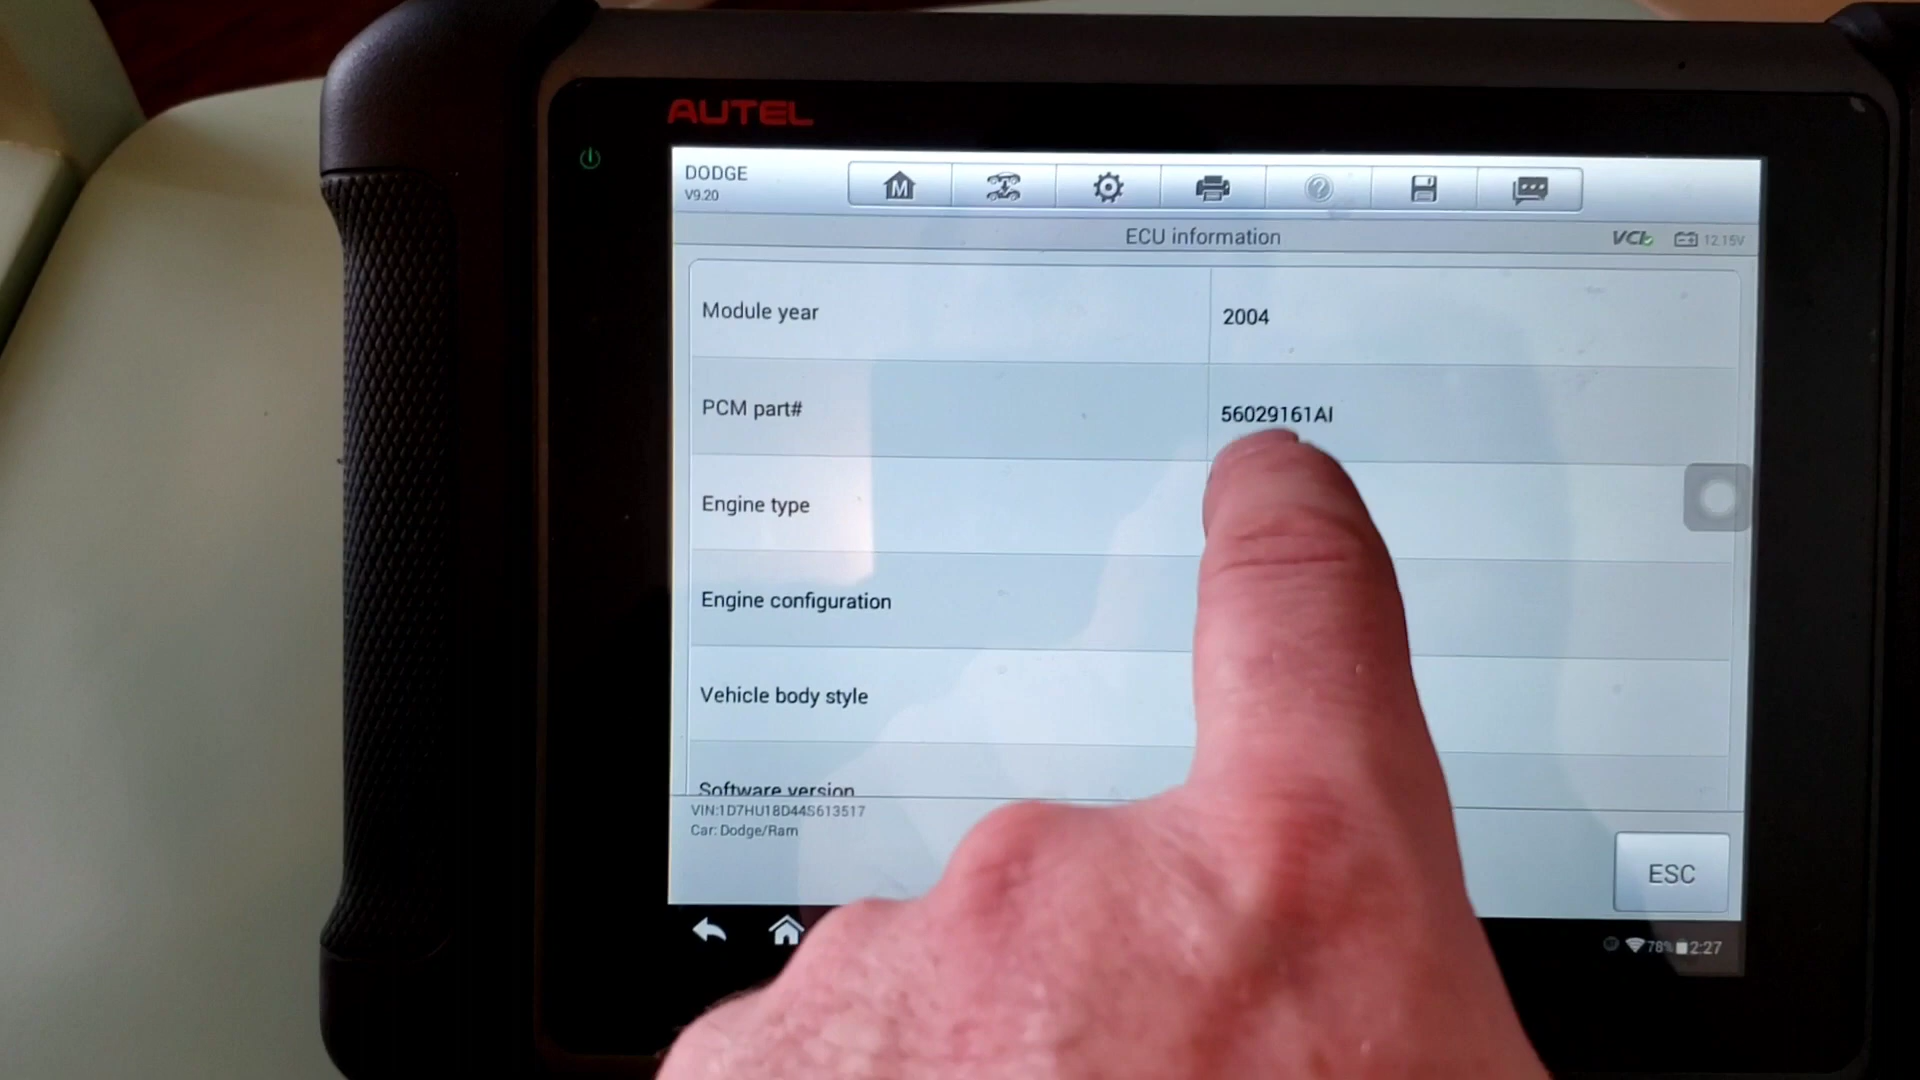 AUTEL
DODGE
V9.20
M
ECU information
VCI
12.15V
Module year
2004
PCM part#
56029161AI
Engine type
Engine configuration
Vehicle body style
Software version
VIN:1D7HU18D44S613517
Car: Dodge/Ram
ESC
78%
2:27